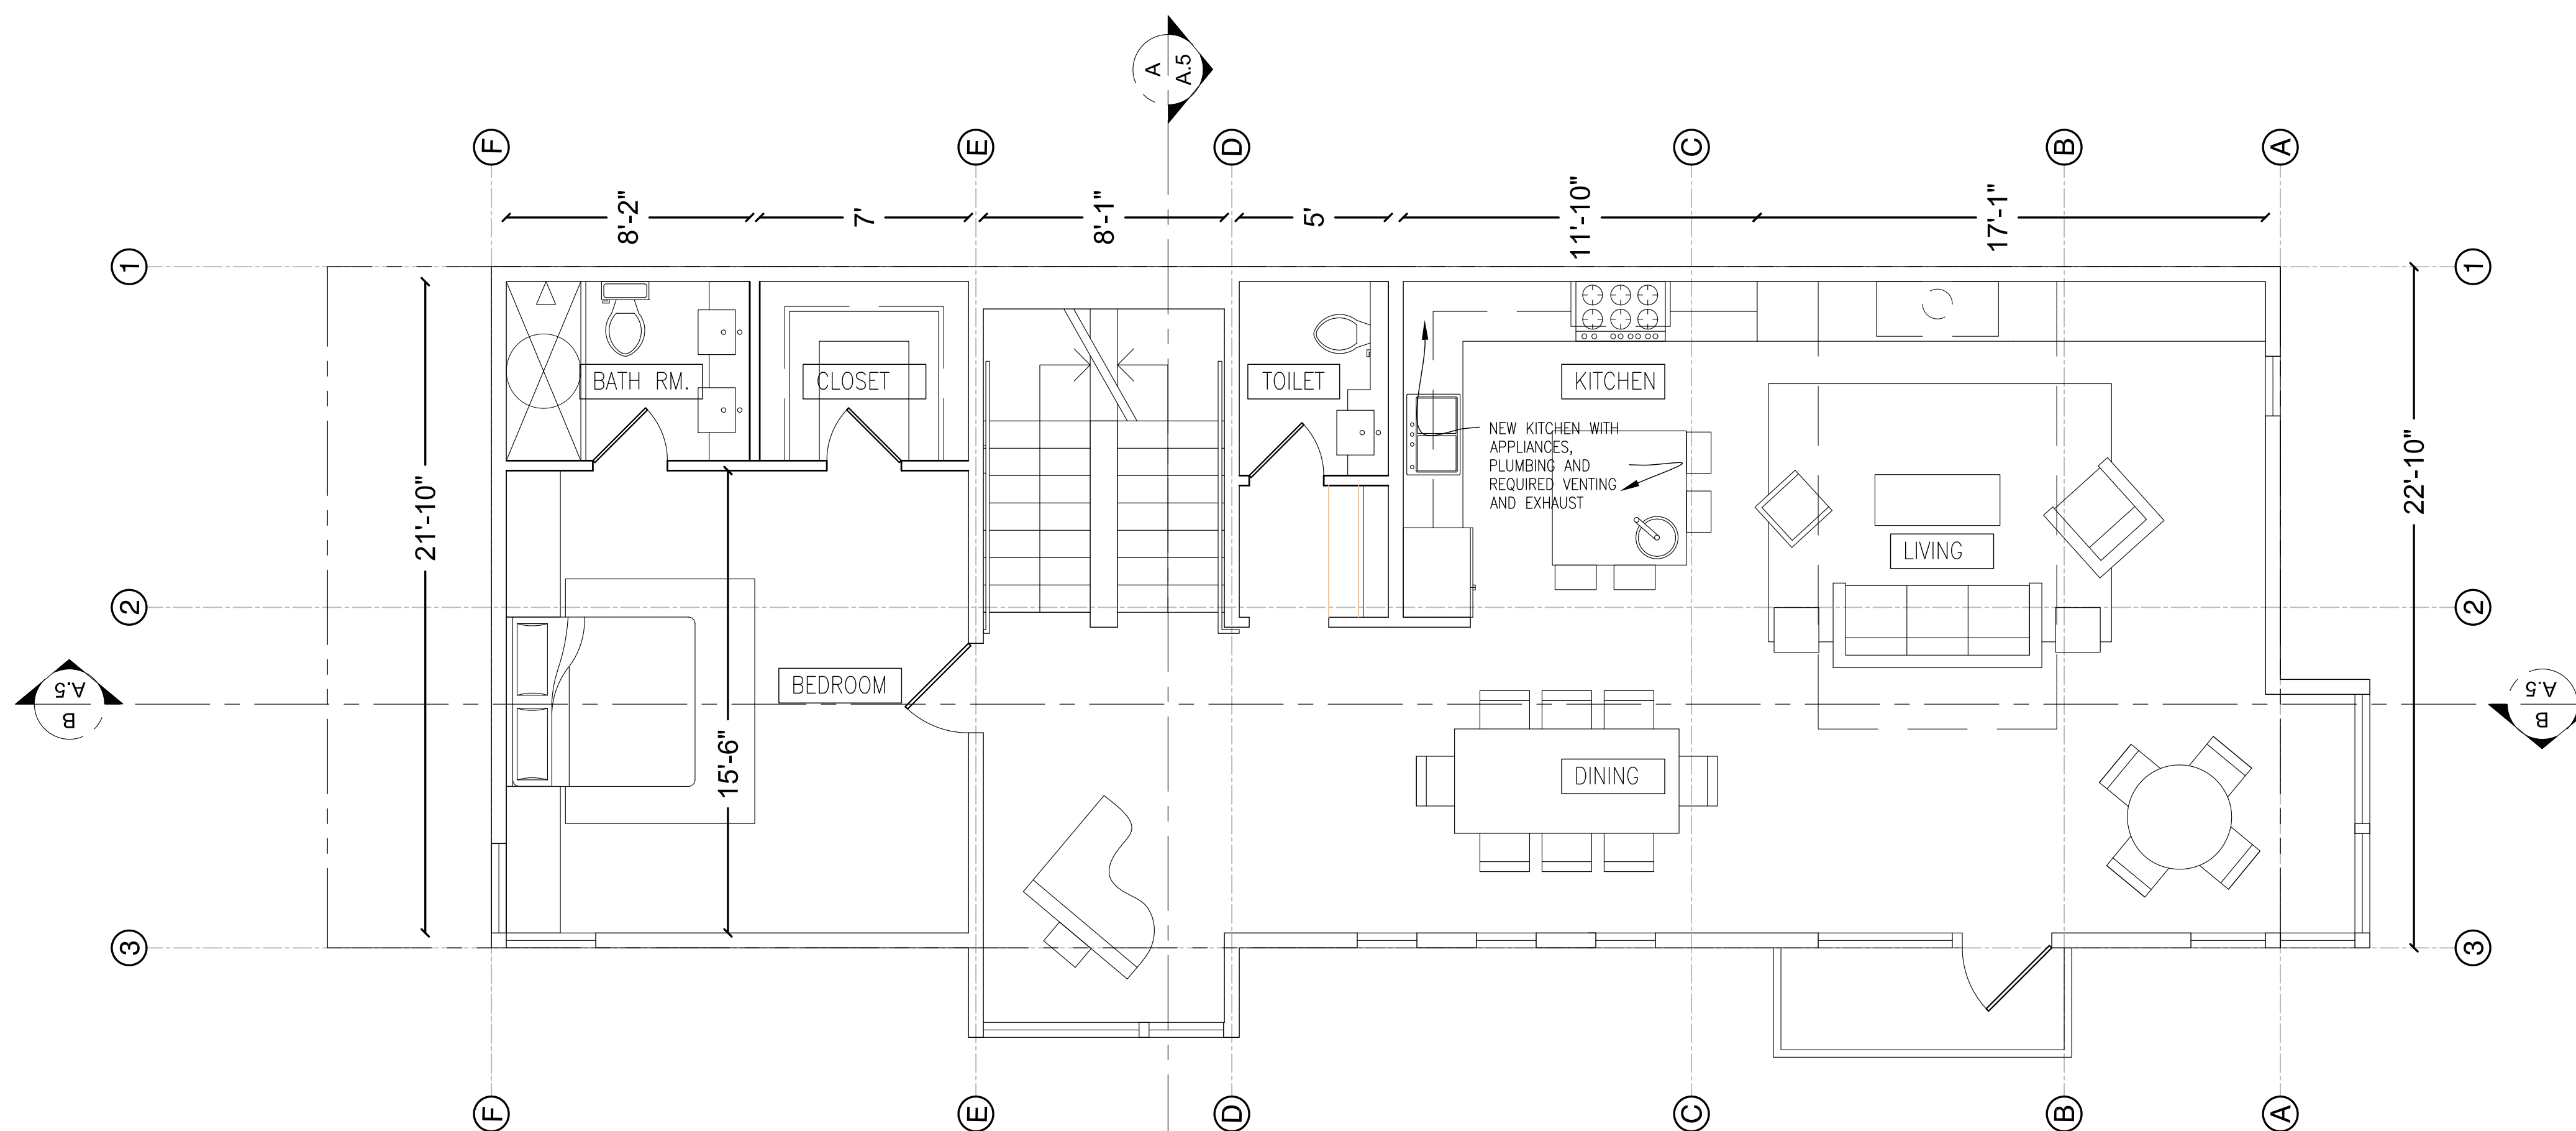 A
A.5
F
E
D
C
B
A
8'-2"
7'
8'-1"
5'
11'-10"
17'-1"
1
1
BATH RM.
CLOSET
TOILET
KITCHEN
NEW KITCHEN WITH
APPLIANCES,
PLUMBING AND
REQUIRED VENTING
AND EXHAUST
21'-10"
22'-10"
LIVING
2
2
BEDROOM
A.5
B
A.5
B
15'-6"
DINING
3
3
F
E
D
C
B
A